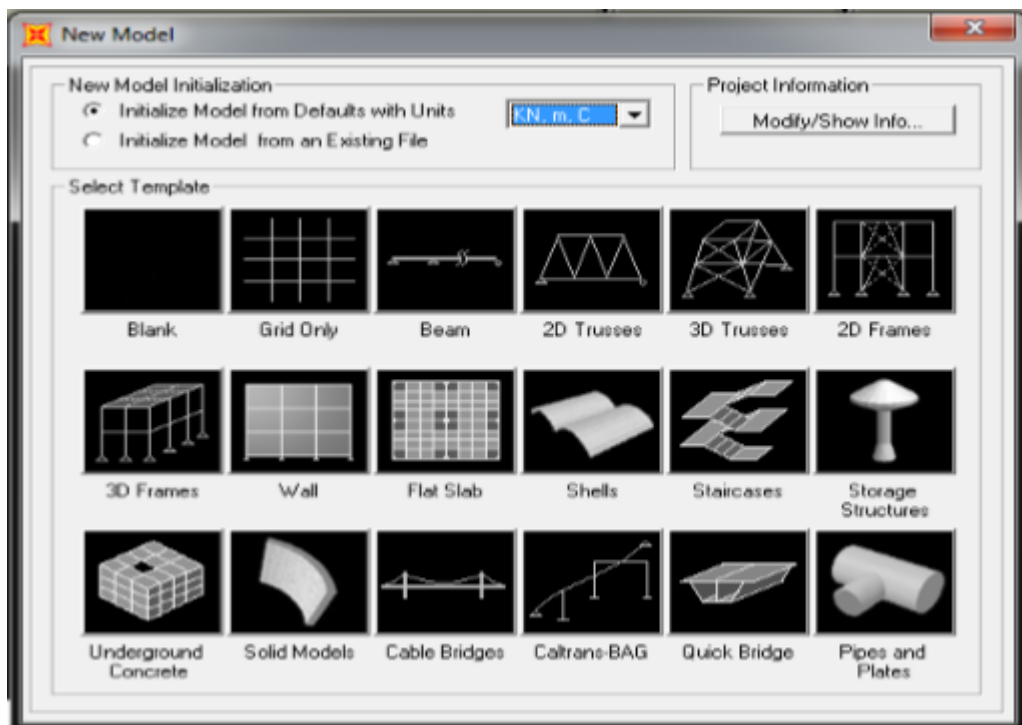 New Model
New Model Initialization
Initialize Model from Defaults with Units
KN, m, C
Initialize Model from an Existing File
Project Information
Modify/Show Info...
Select Template
Blank
Grid Only
Beam
2D Trusses
3D Trusses
2D Frames
3D Frames
Wall
Flat Slab
Shells
Staircases
Storage
Structures
Underground
Concrete
Solid Models
Cable Bridges
Caltrans-BAG
Quick Bridge
Pipes and
Plates